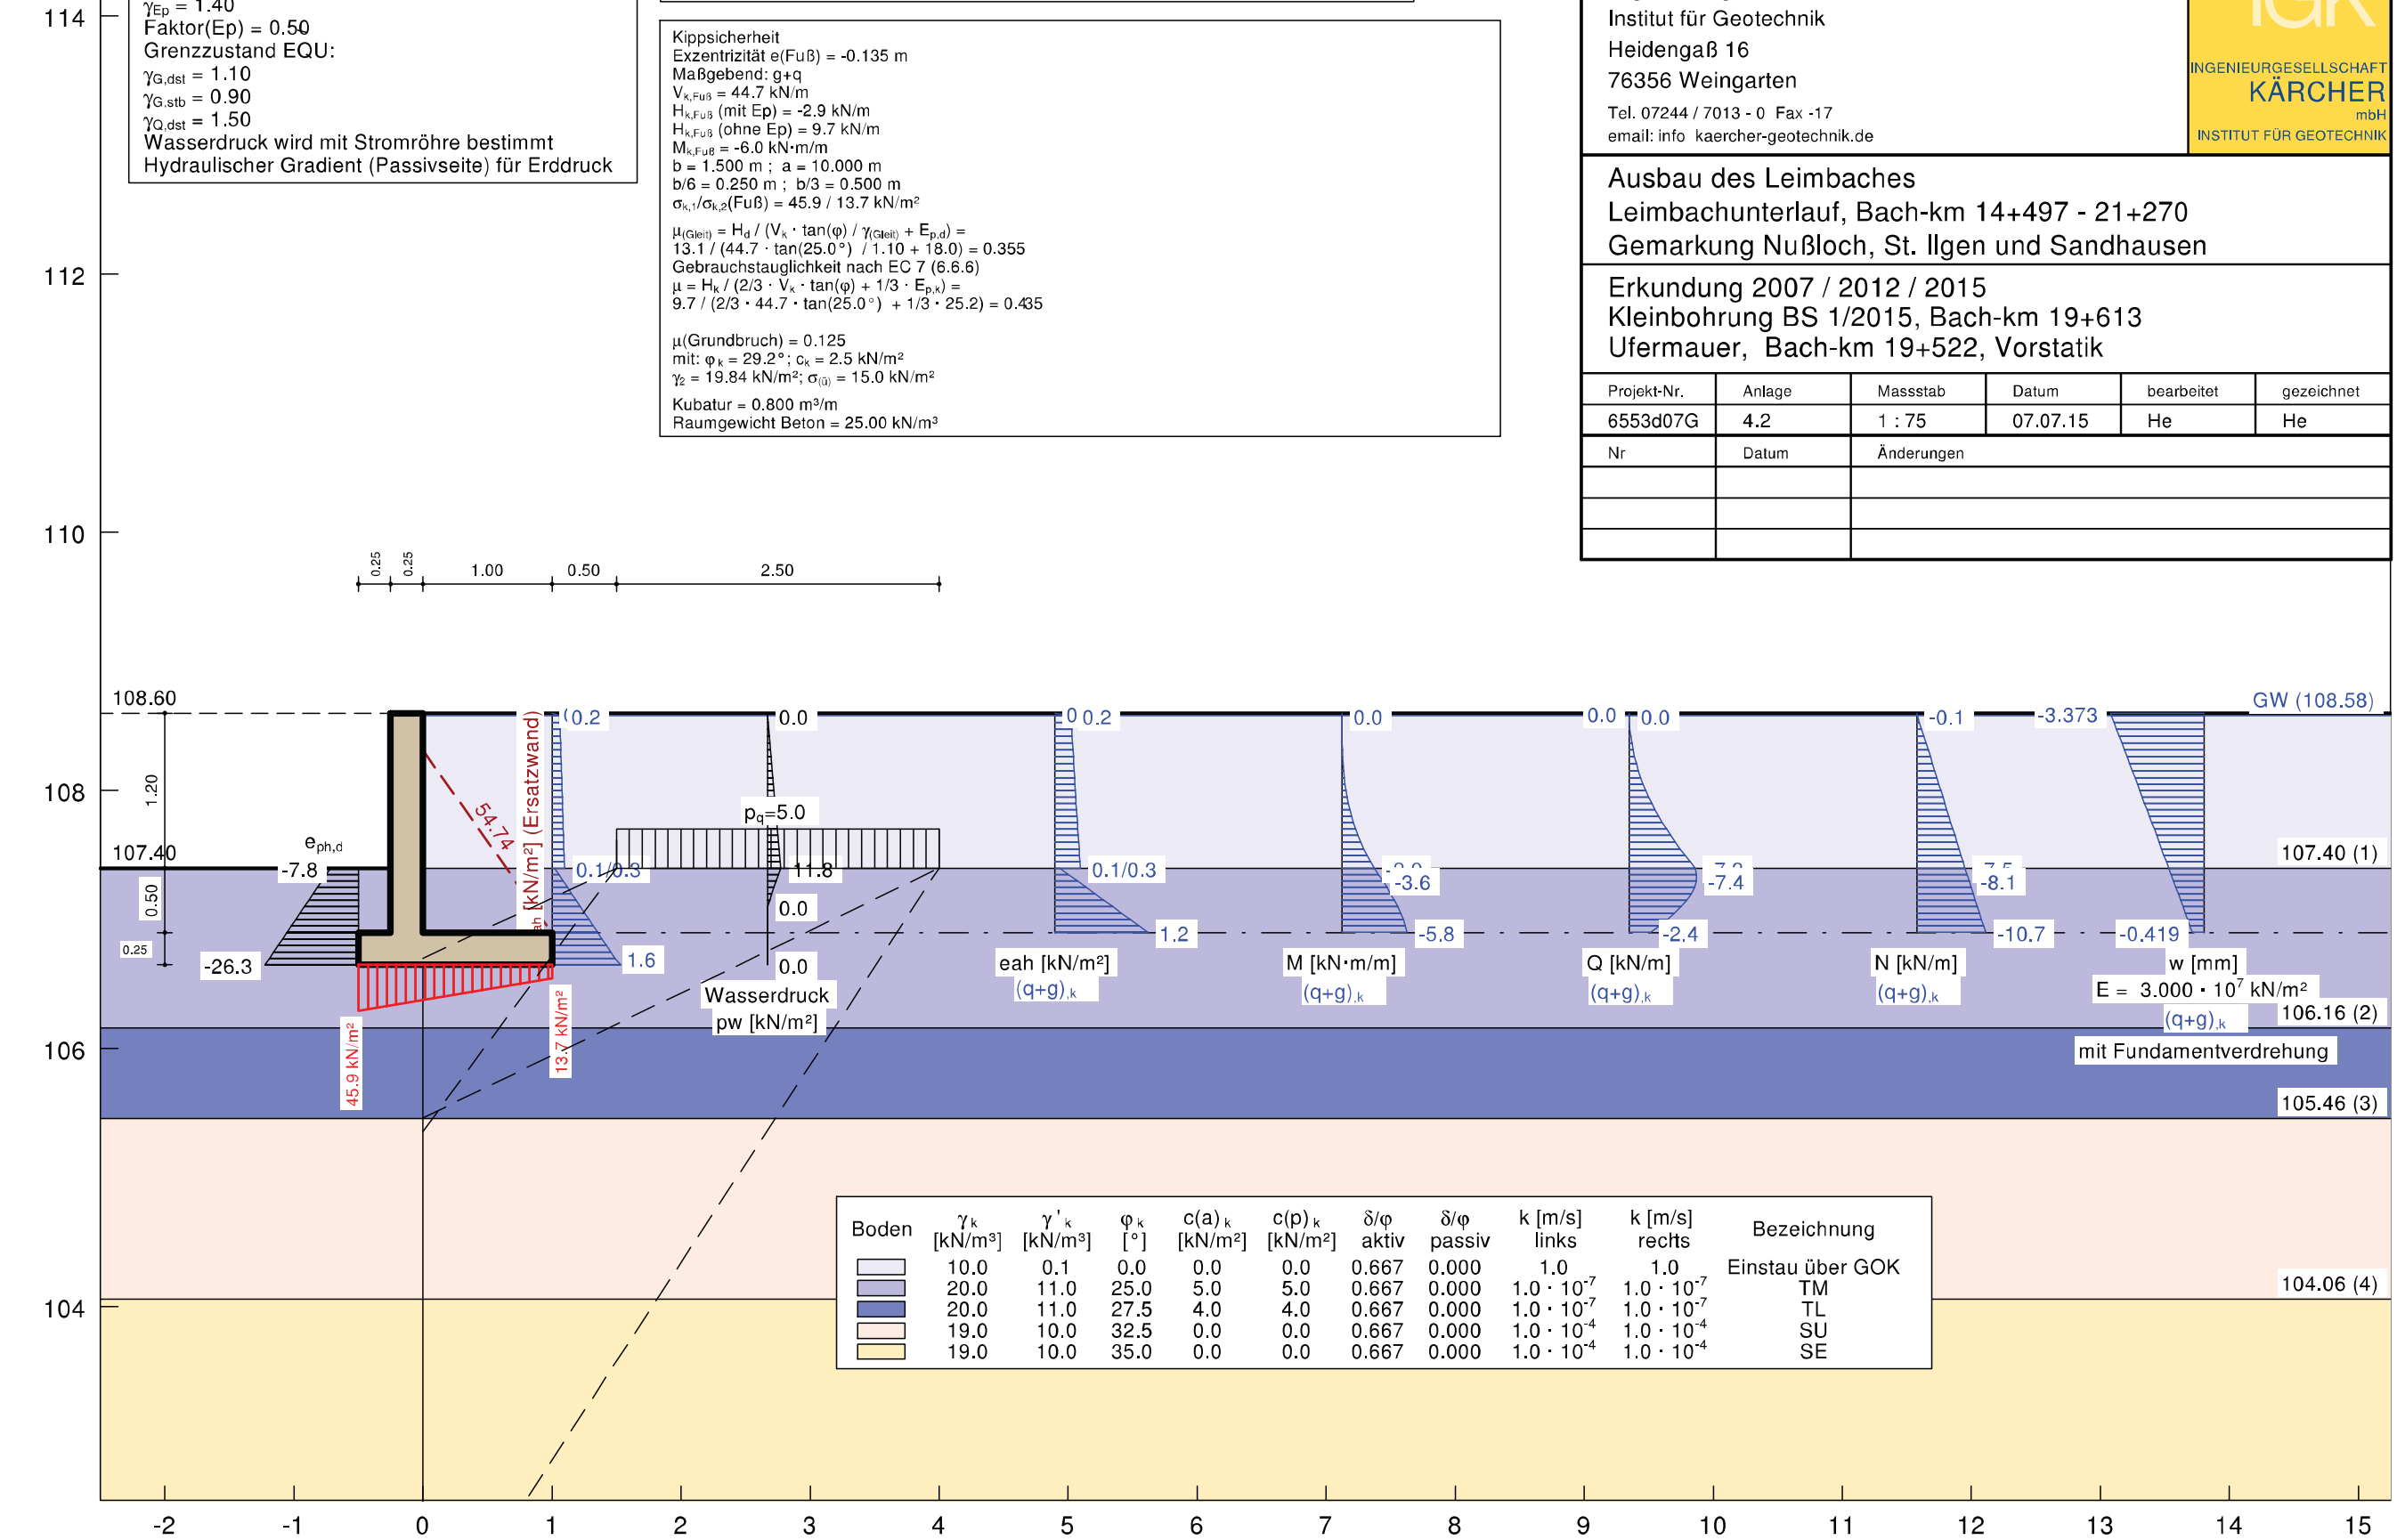 γEp = 1.40
Faktor(Ep) = 0.50
Grenzzustand EQU:
γG,dst = 1.10
γG,stb = 0.90
γQ,dst = 1.50
Wasserdruck wird mit Stromröhre bestimmt
Hydraulischer Gradient (Passivseite) für Erddruck
Kippsicherheit
Exzentrizität e(Fuß) = -0.135 m
Maßgebend: g+q
Vk,Fuß = 44.7 kN/m
Hk,Fuß (mit Ep) = -2.9 kN/m
Hk,Fuß (ohne Ep) = 9.7 kN/m
Mk,Fuß = -6.0 kN·m/m
b = 1.500 m ; a = 10.000 m
b/6 = 0.250 m ; b/3 = 0.500 m
σk,1/σk,2(Fuß) = 45.9 / 13.7 kN/m²
μ(Gleit) = Hd / (Vk · tan(φ) / γ(Gleit) + Ep,d) =
13.1 / (44.7 · tan(25.0°) / 1.10 + 18.0) = 0.355
Gebrauchstauglichkeit nach EC 7 (6.6.6)
μ = Hk / (2/3 · Vk · tan(φ) + 1/3 · Ep,k) =
9.7 / (2/3 · 44.7 · tan(25.0°) + 1/3 · 25.2) = 0.435
μ(Grundbruch) = 0.125
mit: φk = 29.2°; ck = 2.5 kN/m²
γ2 = 19.84 kN/m²; σ(ü) = 15.0 kN/m²
Kubatur = 0.800 m³/m
Raumgewicht Beton = 25.00 kN/m³
Institut für Geotechnik
Heidengaß 16
76356 Weingarten
Tel. 07244 / 7013 - 0 Fax -17
email: info kaercher-geotechnik.de
IGK
INGENIEURGESELLSCHAFT
KÄRCHER
mbH
INSTITUT FÜR GEOTECHNIK
Ausbau des Leimbaches
Leimbachunterlauf, Bach-km 14+497 - 21+270
Gemarkung Nußloch, St. Ilgen und Sandhausen
Erkundung 2007 / 2012 / 2015
Kleinbohrung BS 1/2015, Bach-km 19+613
Ufermauer, Bach-km 19+522, Vorstatik
Projekt-Nr. Anlage Massstab Datum bearbeitet gezeichnet
6553d07G 4.2 1 : 75 07.07.15 He He
Nr Datum Änderungen
114
112
110
108
106
104
0.25 0.25 1.00 0.50 2.50
108.60
107.40
1.20
0.50
0.25
eph,d
-7.8
-26.3
54.74
[kN/m²] (Ersatzwand)
0.2
0.1/0.3
1.6
45.9 kN/m²
13.7 kN/m²
0.0
pq=5.0
11.8
0.0
0.0
Wasserdruck
pw [kN/m²]
0 0.2
0.1/0.3
1.2
eah [kN/m²]
(q+g),k
0.0
-3.6
-5.8
M [kN·m/m]
(q+g),k
0.0 0.0
-7.4
-2.4
Q [kN/m]
(q+g),k
-0.1
-8.1
-10.7
N [kN/m]
(q+g),k
-3.373
-0.419
w [mm]
E = 3.000 · 10⁷ kN/m²
(q+g),k
mit Fundamentverdrehung
GW (108.58)
107.40 (1)
106.16 (2)
105.46 (3)
104.06 (4)
Boden γk γ'k φk c(a)k c(p)k δ/φ δ/φ k [m/s] k [m/s] Bezeichnung
[kN/m³] [kN/m³] [°] [kN/m²] [kN/m²] aktiv passiv links rechts
10.0 0.1 0.0 0.0 0.0 0.667 0.000 1.0 1.0 Einstau über GOK
20.0 11.0 25.0 5.0 5.0 0.667 0.000 1.0 · 10⁻⁷ 1.0 · 10⁻⁷ TM
20.0 11.0 27.5 4.0 4.0 0.667 0.000 1.0 · 10⁻⁷ 1.0 · 10⁻⁷ TL
19.0 10.0 32.5 0.0 0.0 0.667 0.000 1.0 · 10⁻⁴ 1.0 · 10⁻⁴ SU
19.0 10.0 35.0 0.0 0.0 0.667 0.000 1.0 · 10⁻⁴ 1.0 · 10⁻⁴ SE
-2 -1 0 1 2 3 4 5 6 7 8 9 10 11 12 13 14 15